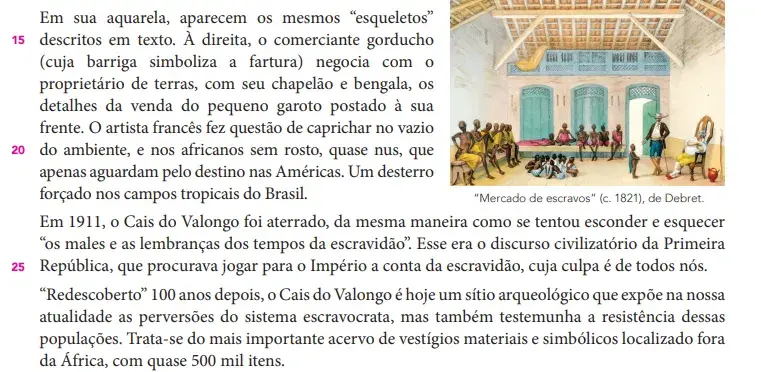 Em sua aquarela, aparecem os mesmos “esqueletos”
15 descritos em texto. À direita, o comerciante gorducho
(cuja barriga simboliza a fartura) negocia com o
proprietário de terras, com seu chapelão e bengala, os
detalhes da venda do pequeno garoto postado à sua
frente. O artista francês fez questão de caprichar no vazio
20 do ambiente, e nos africanos sem rosto, quase nus, que
apenas aguardam pelo destino nas Américas. Um desterro
forçado nos campos tropicais do Brasil.
“Mercado de escravos” (c. 1821), de Debret.
Em 1911, o Cais do Valongo foi aterrado, da mesma maneira como se tentou esconder e esquecer
“os males e as lembranças dos tempos da escravidão”. Esse era o discurso civilizatório da Primeira
25 República, que procurava jogar para o Império a conta da escravidão, cuja culpa é de todos nós.
“Redescoberto” 100 anos depois, o Cais do Valongo é hoje um sítio arqueológico que expõe na nossa
atualidade as perversões do sistema escravocrata, mas também testemunha a resistência dessas
populações. Trata-se do mais importante acervo de vestígios materiais e simbólicos localizado fora
da África, com quase 500 mil itens.